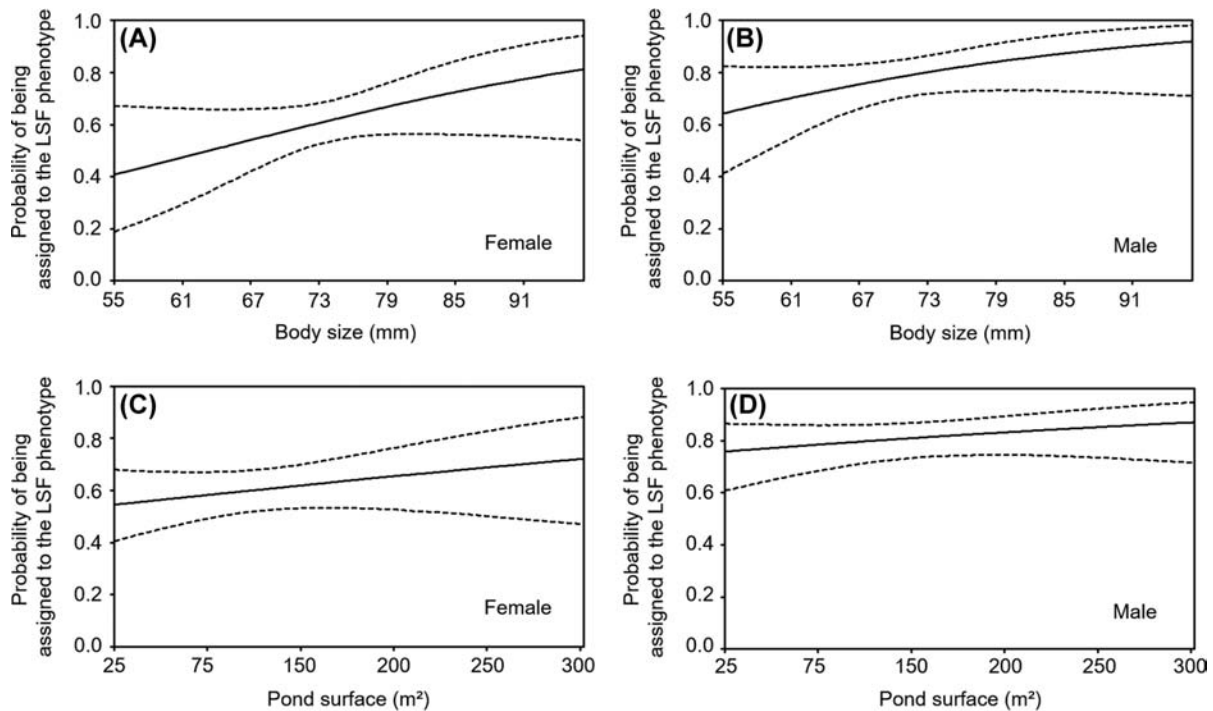 (A)
Probability of being
assigned to the LSF phenotype
1.0
0.8
0.6
0.4
0.2
0.0
Female
55 61 67 73 79 85 91
Body size (mm)
(B)
Probability of being
assigned to the LSF phenotype
1.0
0.8
0.6
0.4
0.2
0.0
Male
55 61 67 73 79 85 91
Body size (mm)
(C)
Probability of being
assigned to the LSF phenotype
1.0
0.8
0.6
0.4
0.2
0.0
Female
25 75 150 200 250 300
Pond surface (m²)
(D)
Probability of being
assigned to the LSF phenotype
1.0
0.8
0.6
0.4
0.2
0.0
Male
25 75 150 200 250 300
Pond surface (m²)